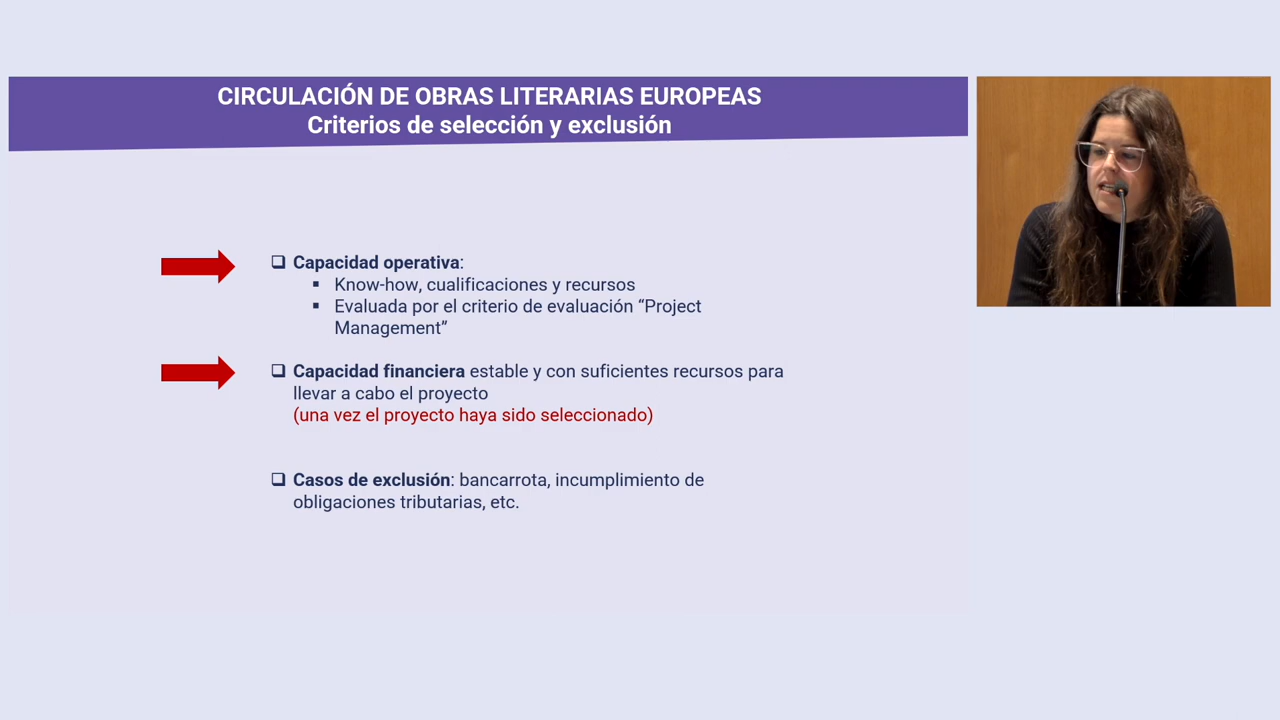 CIRCULACIÓN DE OBRAS LITERARIAS EUROPEAS
Criterios de selección y exclusión
❑ Capacidad operativa:
▪ Know-how, cualificaciones y recursos
▪ Evaluada por el criterio de evaluación “Project
Management”
❑ Capacidad financiera estable y con suficientes recursos para
llevar a cabo el proyecto
(una vez el proyecto haya sido seleccionado)
❑ Casos de exclusión: bancarrota, incumplimiento de
obligaciones tributarias, etc.